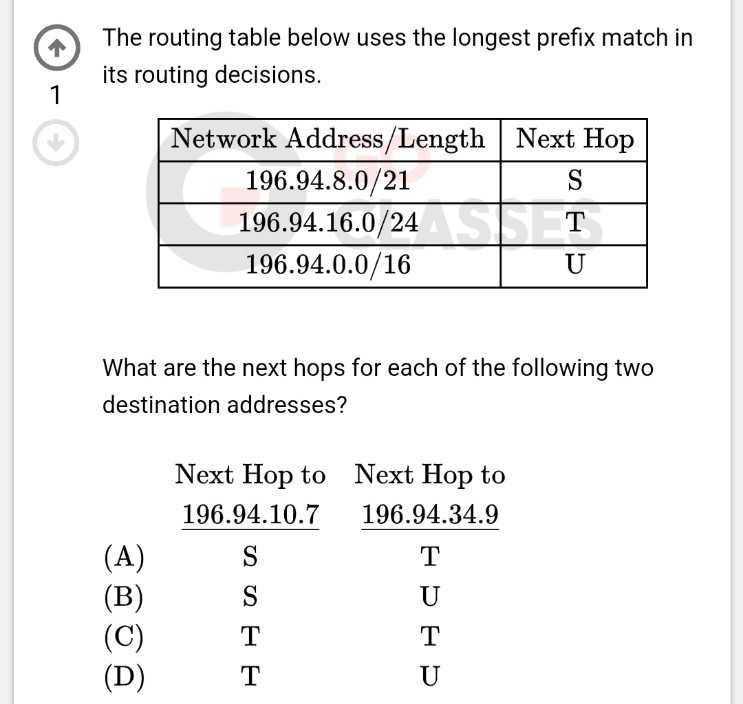 The routing table below uses the longest prefix match in
its routing decisions.
1
Network Address/Length Next Hop
196.94.8.0/21 S
196.94.16.0/24 T
196.94.0.0/16 U
GO
CLASSES
What are the next hops for each of the following two
destination addresses?
Next Hop to Next Hop to
196.94.10.7 196.94.34.9
(A) S T
(B) S U
(C) T T
(D) T U